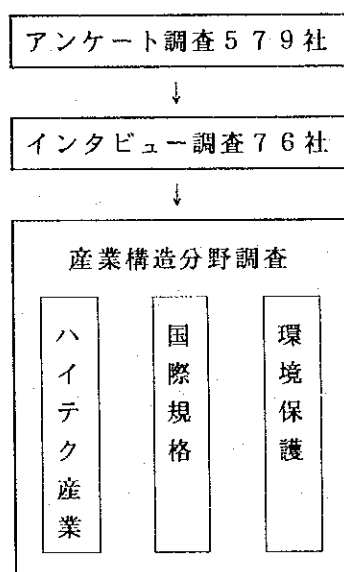 アンケート調査５７９社
↓
インタビュー調査７６社
↓
産業構造分野調査
ハイテク産業
国際規格
環境保護